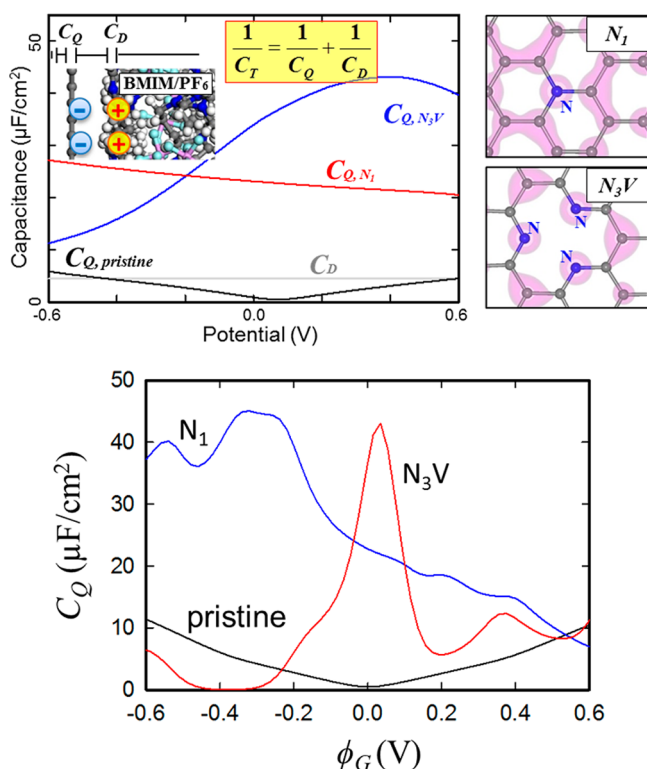 C_Q C_D
BMIM/PF₆
1/C_T = 1/C_Q + 1/C_D
C_Q,N₃V
C_Q,N₁
C_Q,pristine
C_D
50
0
Capacitance (μF/cm²)
-0.6 0.0 0.6
Potential (V)
N₁
N
N₃V
N
N
N
50
40
30
20
10
0
C_Q (μF/cm²)
N₁
N₃V
pristine
-0.6 -0.4 -0.2 0.0 0.2 0.4 0.6
ϕ_G (V)